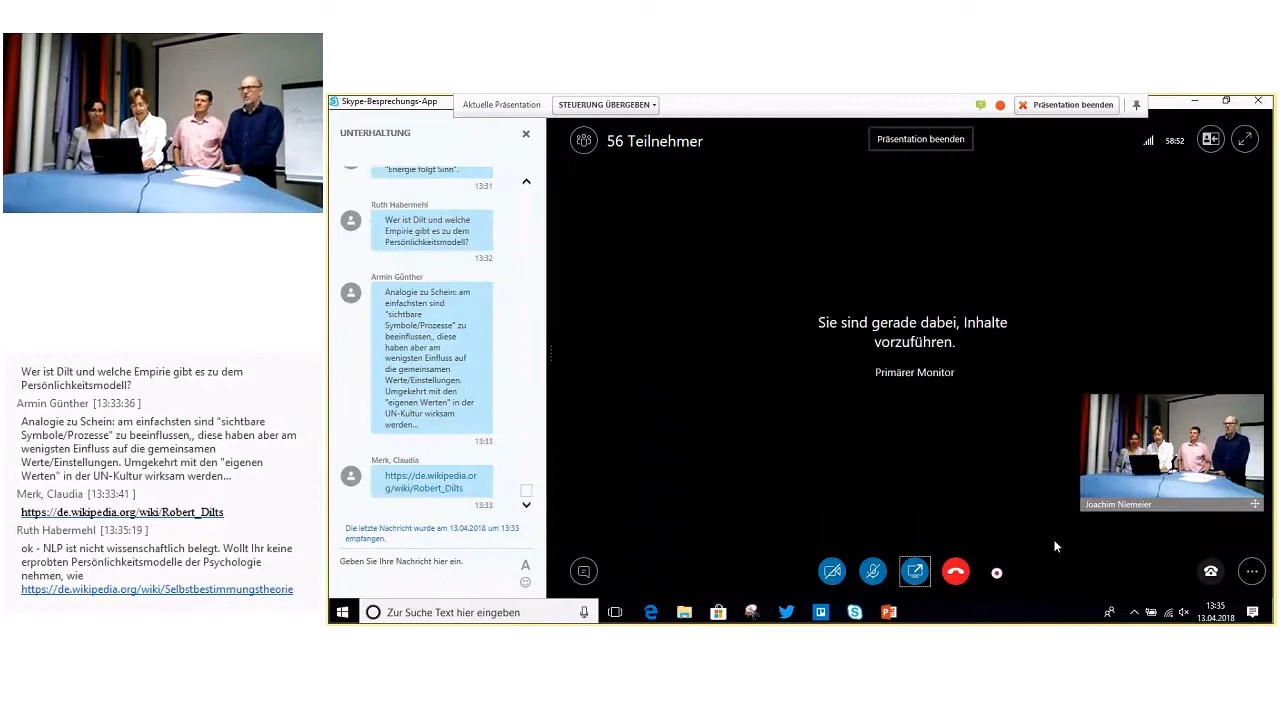 Wer ist Dilt und welche Empirie gibt es zu dem
Persönlichkeitsmodell?
Armin Günther [13:33:36 ]
Analogie zu Schein: am einfachsten sind "sichtbare
Symbole/Prozesse" zu beeinflussen,, diese haben aber am
wenigsten Einfluss auf die gemeinsamen
Werte/Einstellungen. Umgekehrt mit den "eigenen
Werten" in der UN-Kultur wirksam werden...
Merk, Claudia [13:33:41 ]
https://de.wikipedia.org/wiki/Robert_Dilts
Ruth Habermehl [13:35:19 ]
ok - NLP ist nicht wissenschaftlich belegt. Wollt Ihr keine
erprobten Persönlichkeitsmodelle der Psychologie
nehmen, wie
https://de.wikipedia.org/wiki/Selbstbestimmungstheorie
Skype-Besprechungs-App
Aktuelle Präsentation
STEUERUNG ÜBERGEBEN
Präsentation beenden
UNTERHALTUNG
"Energie folgt Sinn".
13:31
Ruth Habermehl
Wer ist Dilt und welche
Empirie gibt es zu dem
Persönlichkeitsmodell?
13:32
Armin Günther
Analogie zu Schein: am
einfachsten sind
"sichtbare
Symbole/Prozesse" zu
beeinflussen,, diese
haben aber am
wenigsten Einfluss auf
die gemeinsamen
Werte/Einstellungen.
Umgekehrt mit den
"eigenen Werten" in der
UN-Kultur wirksam
werden...
13:33
Merk, Claudia
https://de.wikipedia.or
g/wiki/Robert_Dilts
13:33
Die letzte Nachricht wurde am 13.04.2018 um 13:33
empfangen.
Geben Sie Ihre Nachricht hier ein.
A
56 Teilnehmer
Präsentation beenden
58:52
Sie sind gerade dabei, Inhalte
vorzuführen.
Primärer Monitor
Joachim Niemeier
Zur Suche Text hier eingeben
13:35
13.04.2018